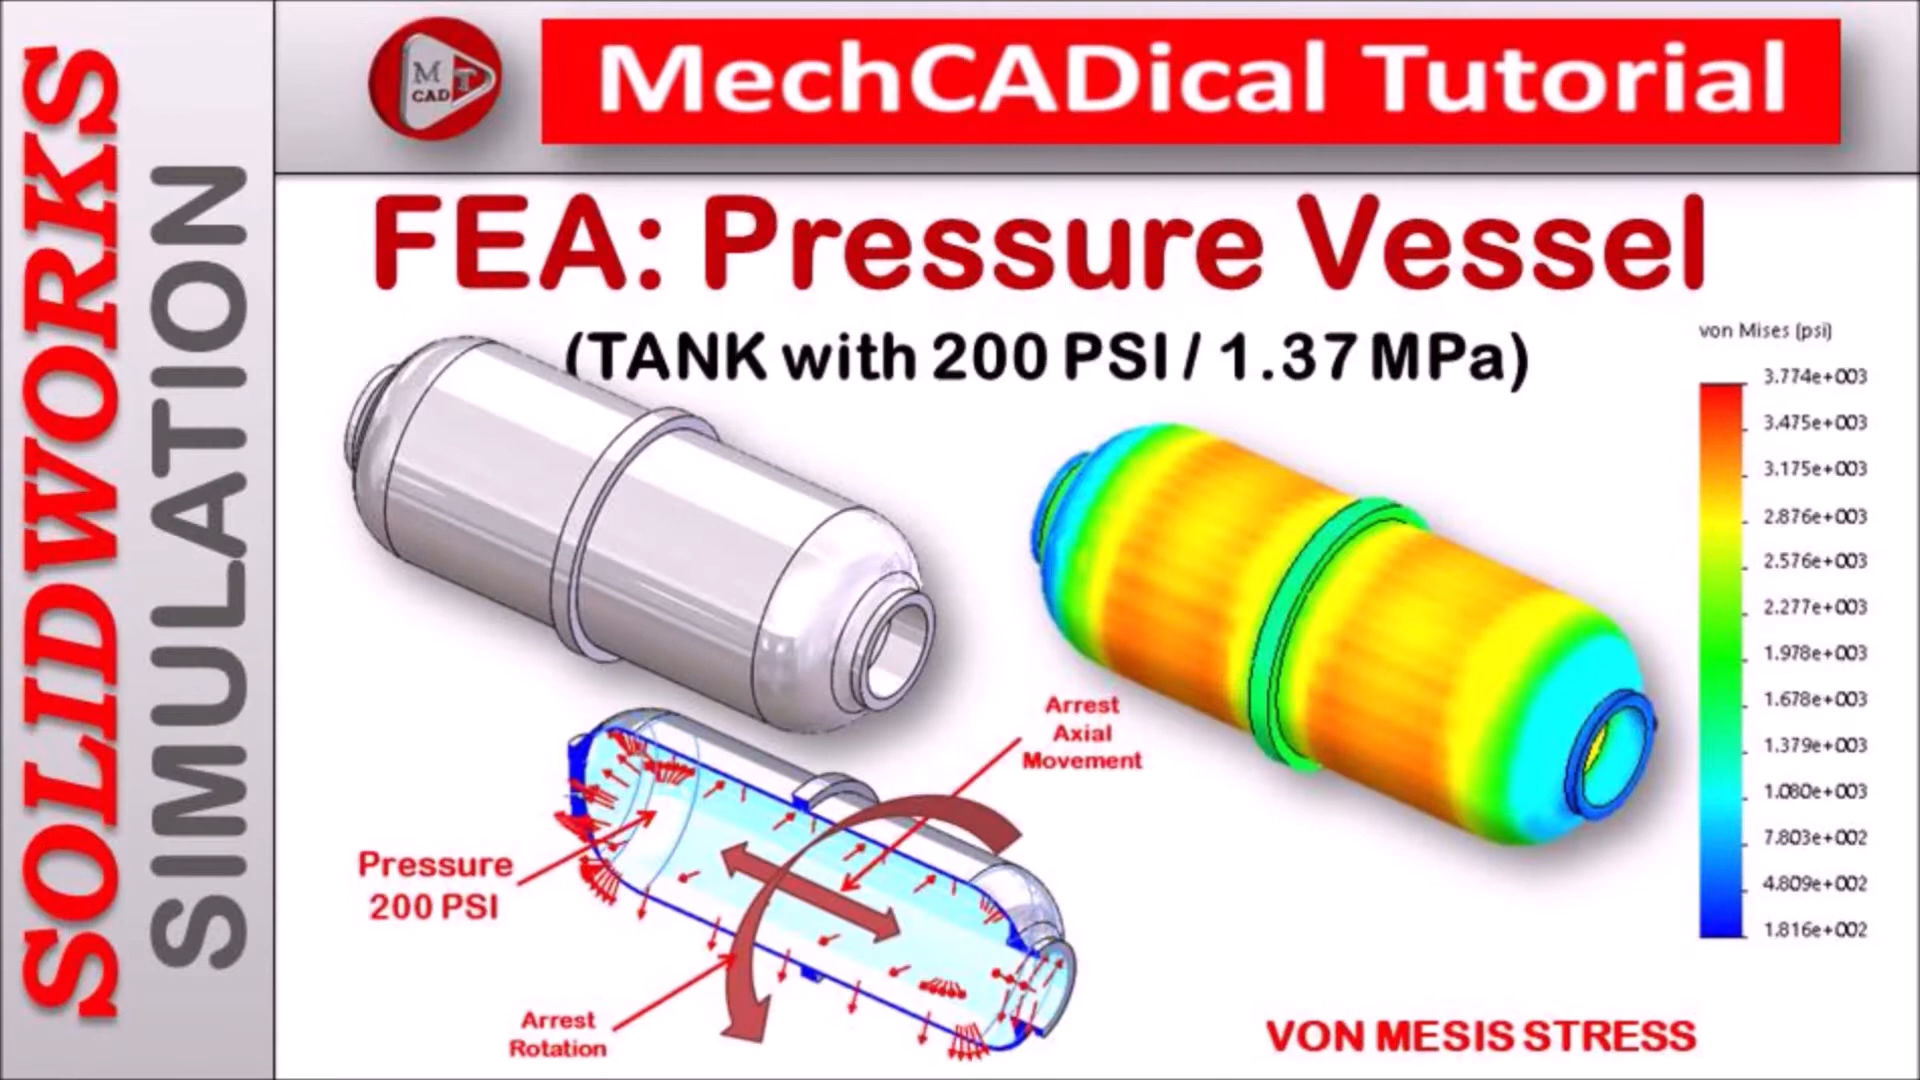 SOLIDWORKS
SIMULATION
M T
CAD
MechCADical Tutorial
FEA: Pressure Vessel
(TANK with 200 PSI / 1.37 MPa)
von Mises (psi)
3.774e+003
3.475e+003
3.175e+003
2.876e+003
2.576e+003
2.277e+003
1.978e+003
1.678e+003
1.379e+003
1.080e+003
7.803e+002
4.809e+002
1.816e+002
Arrest
Axial
Movement
Pressure
200 PSI
Arrest
Rotation
VON MESIS STRESS